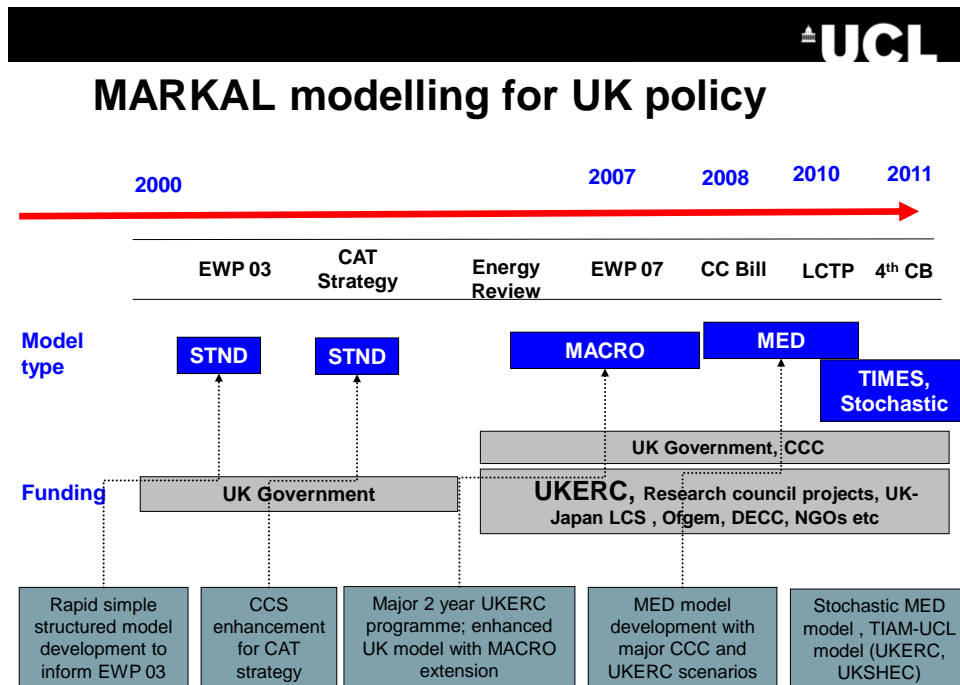 UCL
MARKAL modelling for UK policy
2000
2007
2008
2010
2011
EWP 03
CAT
Strategy
Energy
Review
EWP 07
CC Bill
LCTP
4th CB
Model
type
STND
STND
MACRO
MED
TIMES,
Stochastic
UK Government, CCC
Funding
UK Government
UKERC, Research council projects, UK-
Japan LCS , Ofgem, DECC, NGOs etc
Rapid simple
structured model
development to
inform EWP 03
CCS
enhancement
for CAT
strategy
Major 2 year UKERC
programme; enhanced
UK model with MACRO
extension
MED model
development with
major CCC and
UKERC scenarios
Stochastic MED
model , TIAM-UCL
model (UKERC,
UKSHEC)